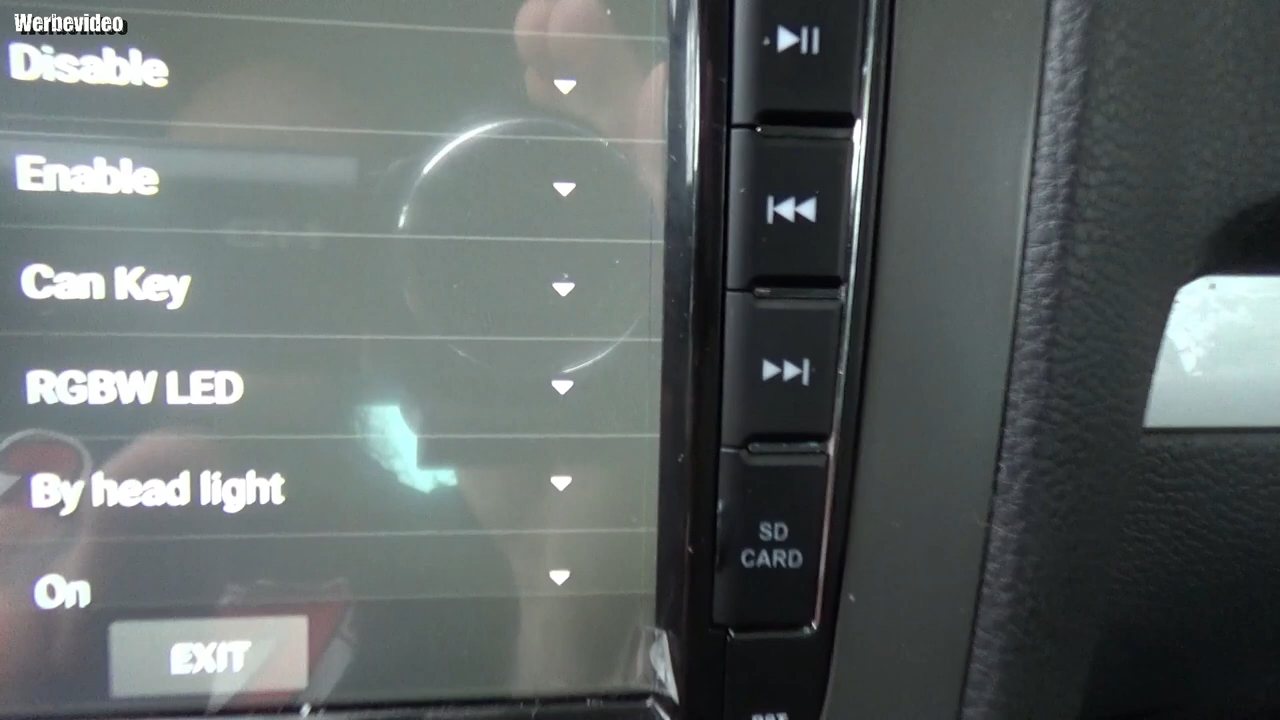 Werbevideo
Disable
Enable
Can Key
RGBW LED
By head light
On
EXIT
SD
CARD